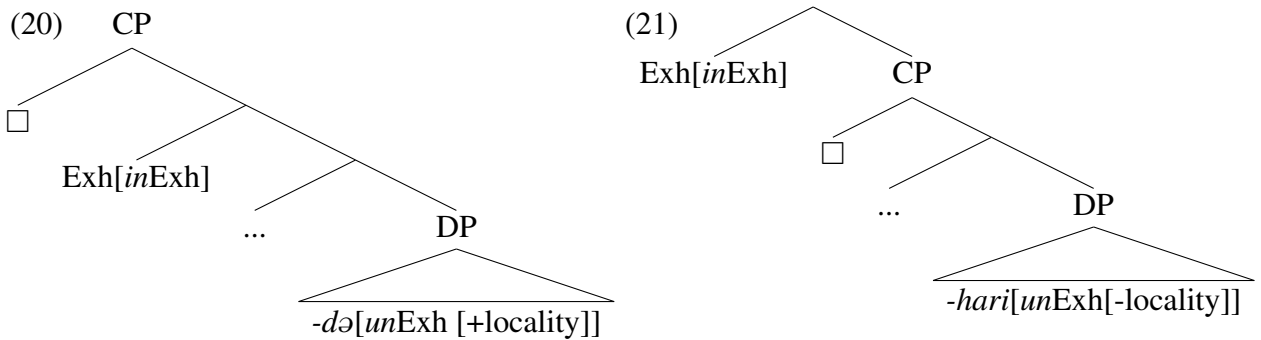 (20) CP
□
Exh[inExh]
...
DP
-də[unExh [+locality]]
(21)
Exh[inExh]
CP
□
...
DP
-hari[unExh[-locality]]